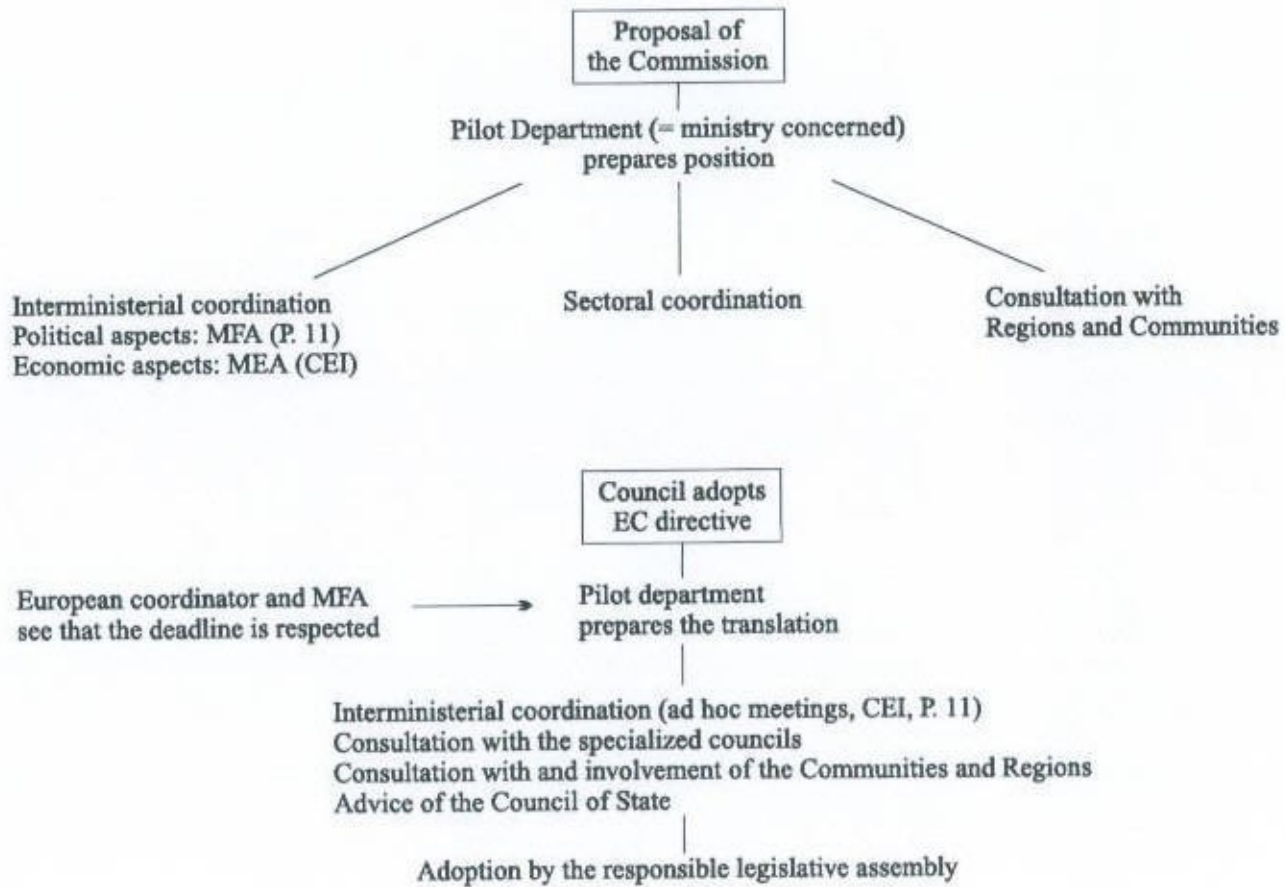 Proposal of
the Commission
Pilot Department (= ministry concerned)
prepares position
Interministerial coordination
Political aspects: MFA (P. 11)
Economic aspects: MEA (CEI)
Sectoral coordination
Consultation with
Regions and Communities
Council adopts
EC directive
European coordinator and MFA
see that the deadline is respected
Pilot department
prepares the translation
Interministerial coordination (ad hoc meetings, CEI, P. 11)
Consultation with the specialized councils
Consultation with and involvement of the Communities and Regions
Advice of the Council of State
Adoption by the responsible legislative assembly